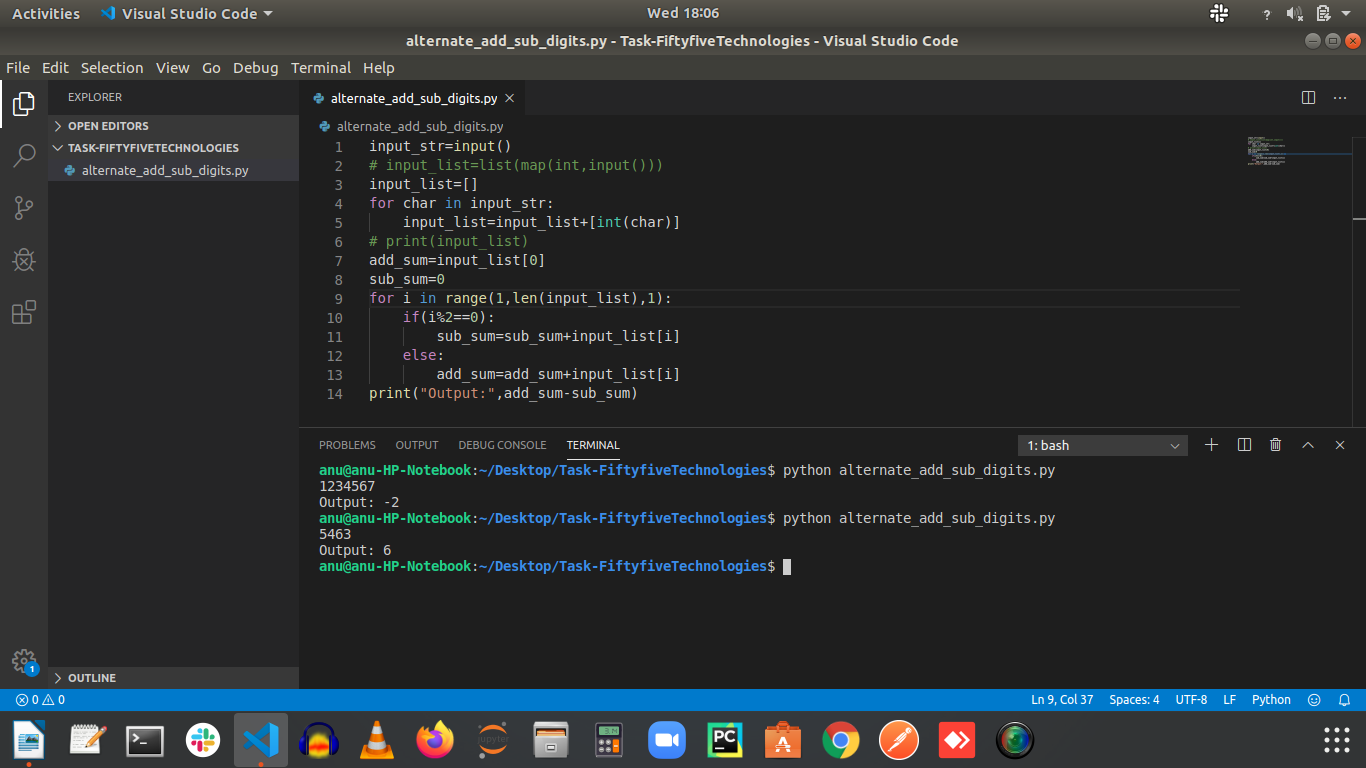 Activities Visual Studio Code Wed 18:06 ?
alternate_add_sub_digits.py - Task-FiftyfiveTechnologies - Visual Studio Code
File Edit Selection View Go Debug Terminal Help
EXPLORER
OPEN EDITORS
TASK-FIFTYFIVETECHNOLOGIES
alternate_add_sub_digits.py
OUTLINE
1
alternate_add_sub_digits.py
alternate_add_sub_digits.py
1 input_str=input()
2 # input_list=list(map(int,input()))
3 input_list=[]
4 for char in input_str:
5     input_list=input_list+[int(char)]
6 # print(input_list)
7 add_sum=input_list[0]
8 sub_sum=0
9 for i in range(1,len(input_list),1):
10     if(i%2==0):
11         sub_sum=sub_sum+input_list[i]
12     else:
13         add_sum=add_sum+input_list[i]
14 print("Output:",add_sum-sub_sum)
PROBLEMS OUTPUT DEBUG CONSOLE TERMINAL 1: bash
anu@anu-HP-Notebook:~/Desktop/Task-FiftyfiveTechnologies$ python alternate_add_sub_digits.py
1234567
Output: -2
anu@anu-HP-Notebook:~/Desktop/Task-FiftyfiveTechnologies$ python alternate_add_sub_digits.py
5463
Output: 6
anu@anu-HP-Notebook:~/Desktop/Task-FiftyfiveTechnologies$
0 0 Ln 9, Col 37 Spaces: 4 UTF-8 LF Python
jupyter PC